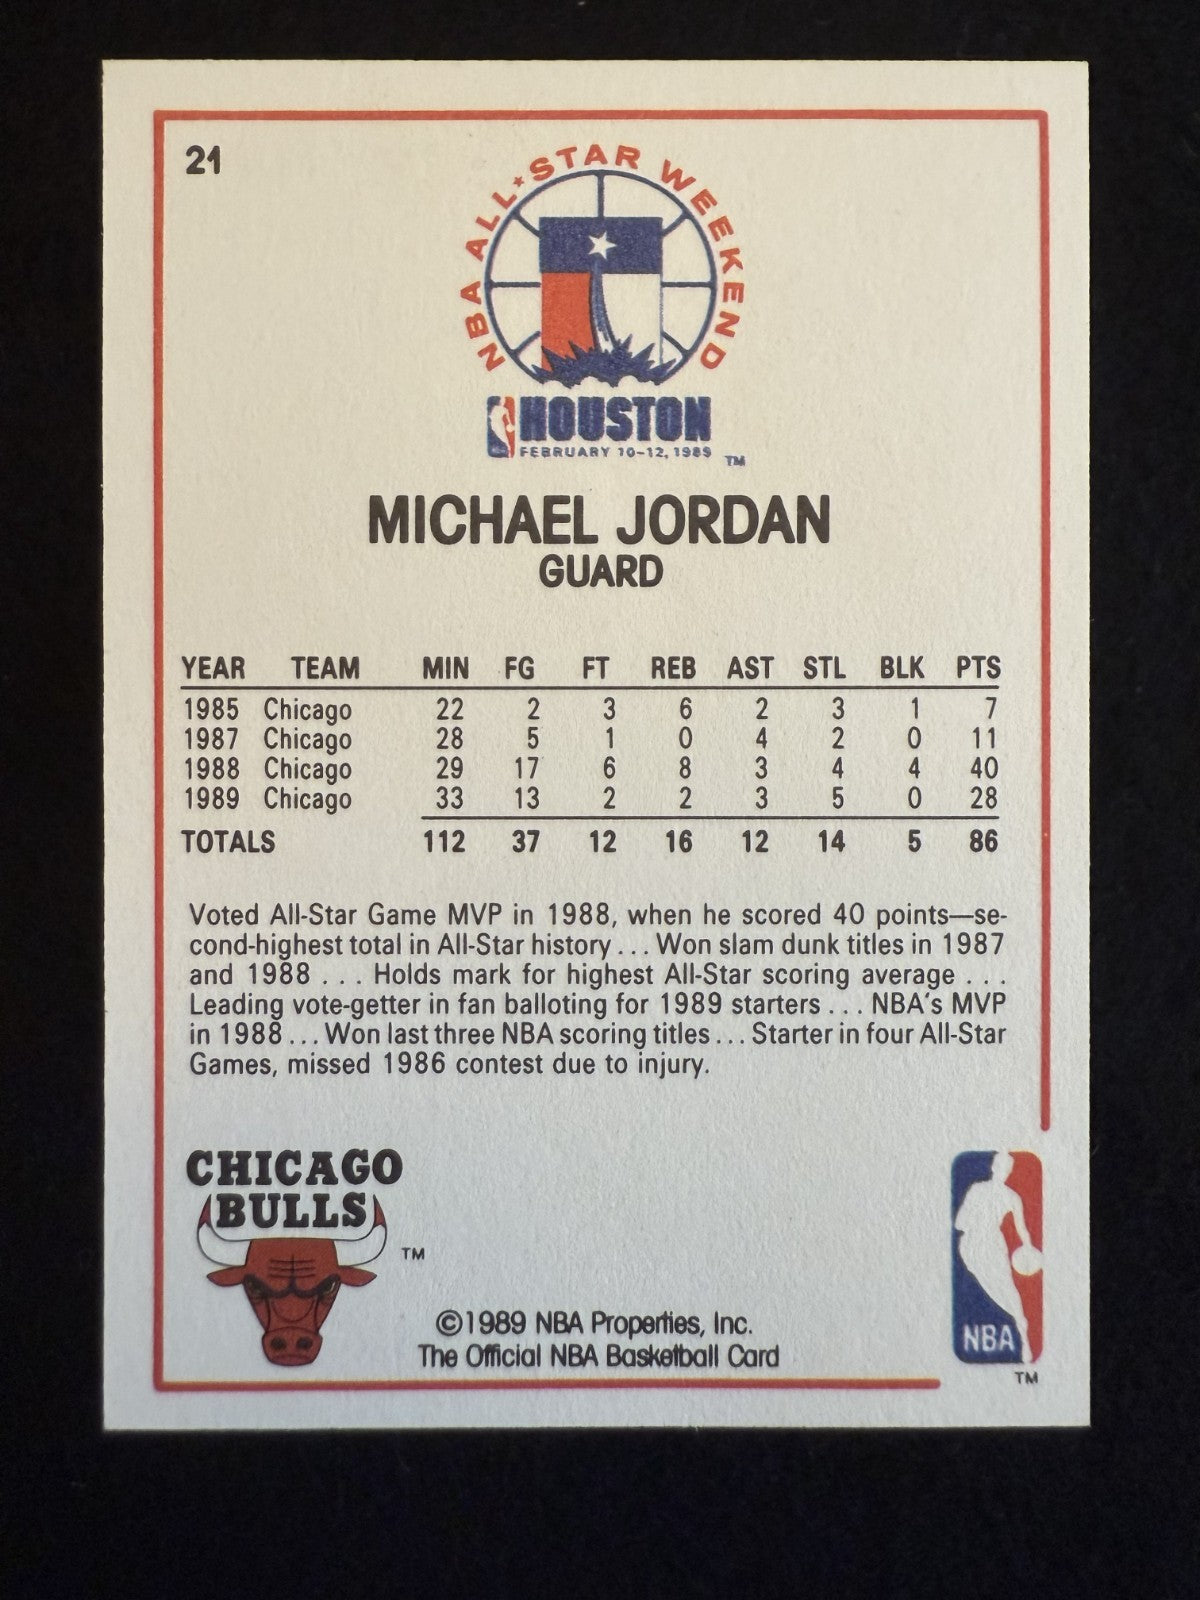 21
NBA ALL★STAR WEEKEND
HOUSTON
FEBRUARY 10-12, 1989 TM
MICHAEL JORDAN
GUARD
YEAR TEAM MIN FG FT REB AST STL BLK PTS
1985 Chicago 22 2 3 6 2 3 1 7
1987 Chicago 28 5 1 0 4 2 0 11
1988 Chicago 29 17 6 8 3 4 4 40
1989 Chicago 33 13 2 2 3 5 0 28
TOTALS 112 37 12 16 12 14 5 86
Voted All-Star Game MVP in 1988, when he scored 40 points—se-
cond-highest total in All-Star history . . . Won slam dunk titles in 1987
and 1988 . . . Holds mark for highest All-Star scoring average . . .
Leading vote-getter in fan balloting for 1989 starters . . . NBA's MVP
in 1988 . . . Won last three NBA scoring titles . . . Starter in four All-Star
Games, missed 1986 contest due to injury.
CHICAGO
BULLS
TM
©1989 NBA Properties, Inc.
The Official NBA Basketball Card
NBA
TM